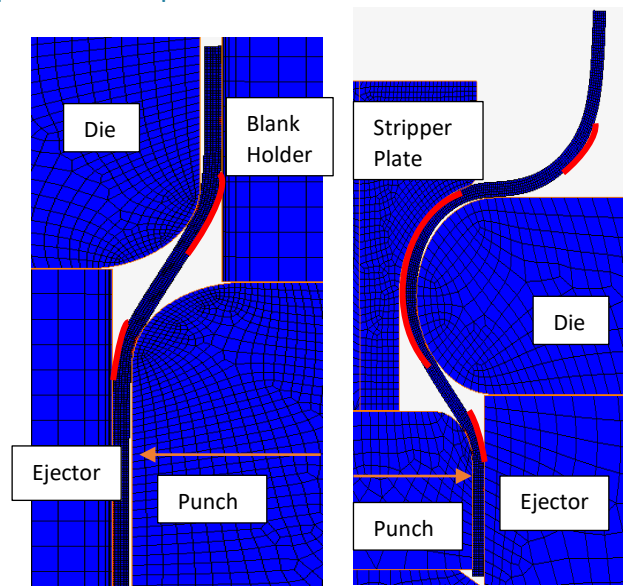 Die
Blank
Holder
Ejector
Punch
Stripper
Plate
Die
Punch
Ejector